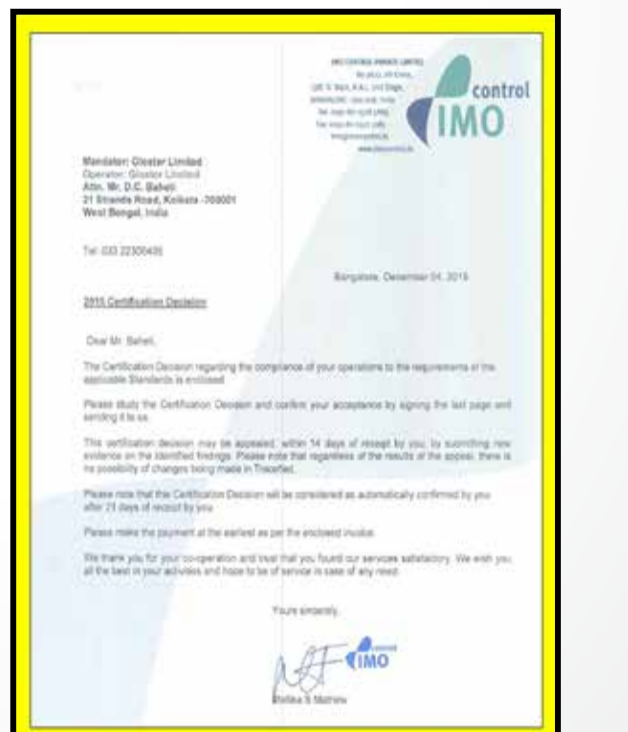 IMO CONTROL PRIVATE LIMITED
control
IMO
Mandator: Gloster Limited
Operator: Gloster Limited
Attn. Mr. D.C. Baheti
21 Strands Road, Kolkata -700001
West Bengal, India
Tel: 033 22300
Bangalore, December 04, 2015
2015 Certification Decision
Dear Mr. Baheti,
The Certification Decision regarding the compliance of your operations to the requirements of the
applicable Standards is enclosed.
Please study the Certification Decision and confirm your acceptance by signing the last page and
sending it to us.
This certification decision may be appealed, within 14 days of receipt by you, by submitting new
evidence on the identified findings. Please note that regardless of the results of the appeal, there is
no possibility of changes being made in
Please note that this Certification Decision will be considered as automatically confirmed by you
after 21 days of receipt by you.
Please make the payment at the earliest as per the enclosed invoice.
We thank you for your co-operation and trust that you found our services satisfactory. We wish you
all the best in your activities and hope to be of service in case of any need.
Yours sincerely,
control
IMO
Mathew